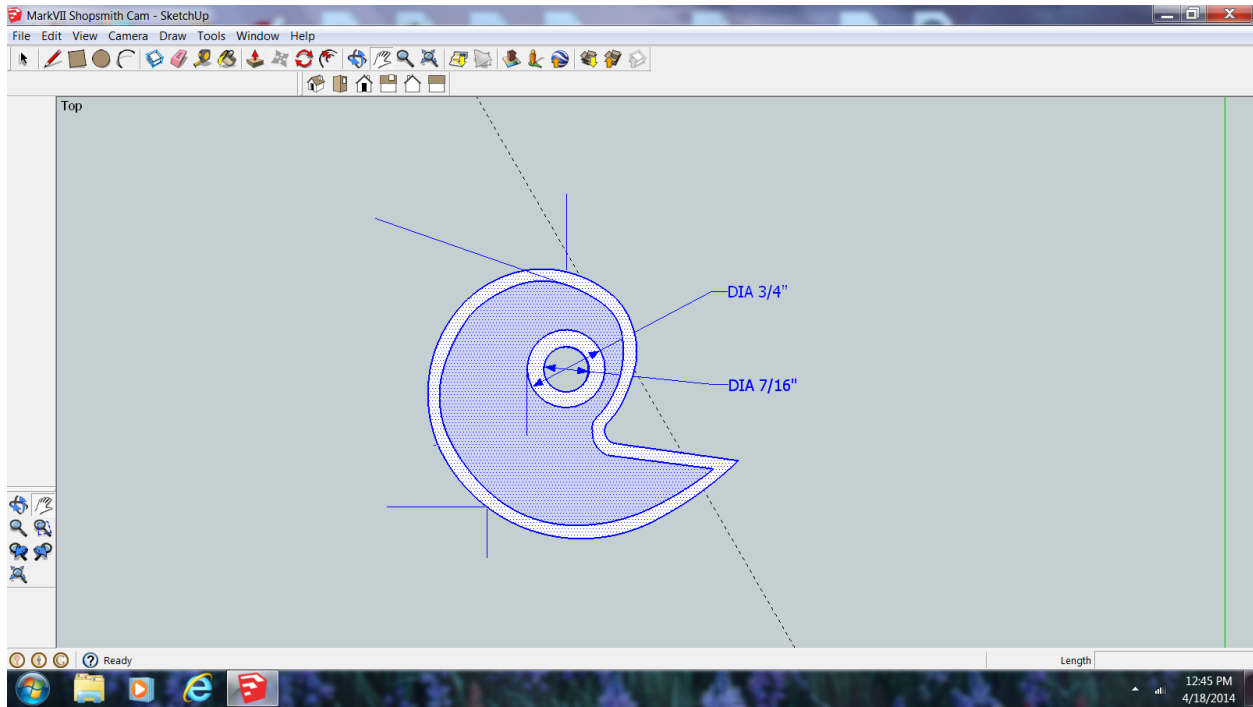 MarkVII Shopsmith Cam - SketchUp
File Edit View Camera Draw Tools Window Help
Top
DIA 3/4"
DIA 7/16"
Ready
Length
12:45 PM
4/18/2014